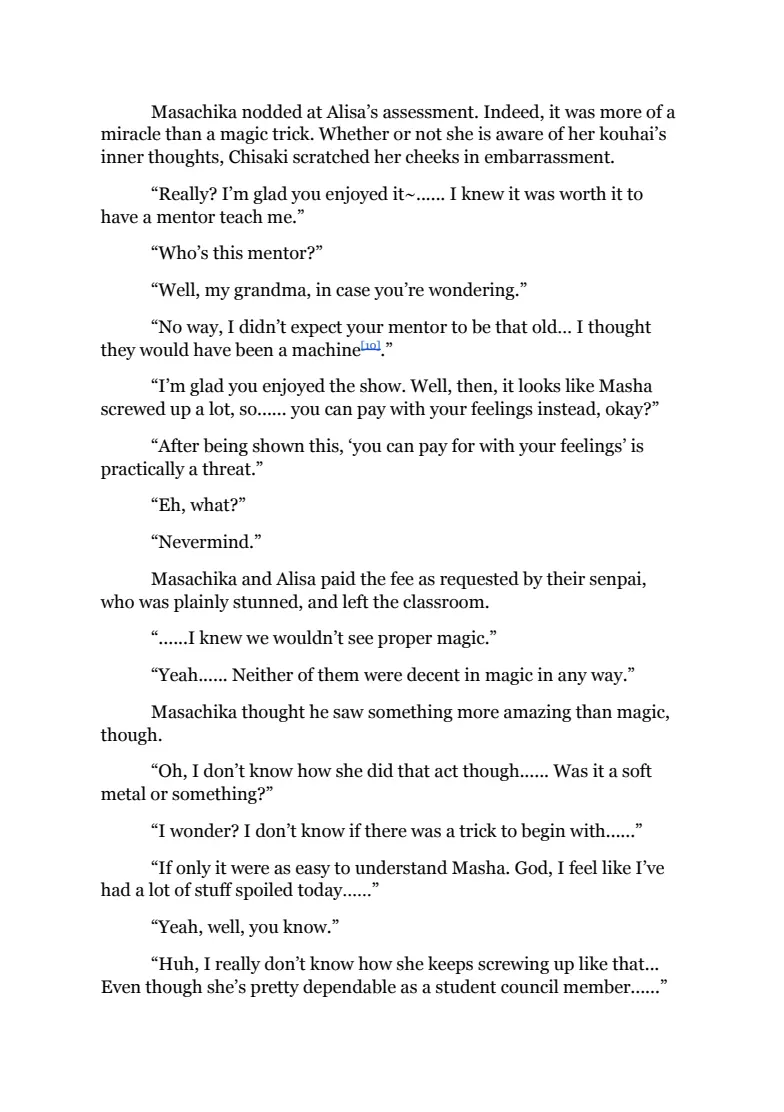 Masachika nodded at Alisa’s assessment. Indeed, it was more of a
miracle than a magic trick. Whether or not she is aware of her kouhai’s
inner thoughts, Chisaki scratched her cheeks in embarrassment.
“Really? I’m glad you enjoyed it~...... I knew it was worth it to
have a mentor teach me.”
“Who’s this mentor?”
“Well, my grandma, in case you’re wondering.”
“No way, I didn’t expect your mentor to be that old... I thought
they would have been a machine[10].”
“I’m glad you enjoyed the show. Well, then, it looks like Masha
screwed up a lot, so...... you can pay with your feelings instead, okay?”
“After being shown this, ‘you can pay for with your feelings’ is
practically a threat.”
“Eh, what?”
“Nevermind.”
Masachika and Alisa paid the fee as requested by their senpai,
who was plainly stunned, and left the classroom.
“......I knew we wouldn’t see proper magic.”
“Yeah...... Neither of them were decent in magic in any way.”
Masachika thought he saw something more amazing than magic,
though.
“Oh, I don’t know how she did that act though...... Was it a soft
metal or something?”
“I wonder? I don’t know if there was a trick to begin with......”
“If only it were as easy to understand Masha. God, I feel like I’ve
had a lot of stuff spoiled today......”
“Yeah, well, you know.”
“Huh, I really don’t know how she keeps screwing up like that...
Even though she’s pretty dependable as a student council member......”